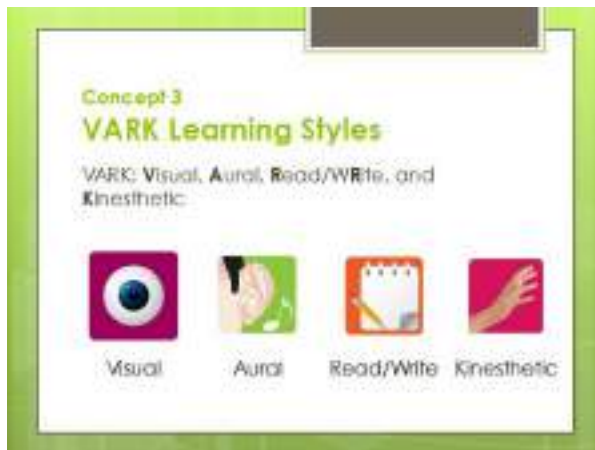 Concept 3
VARK Learning Styles
VARK: Visual, Aural, Read/WRite, and
Kinesthetic
Visual
Aural
Read/Write
Kinesthetic